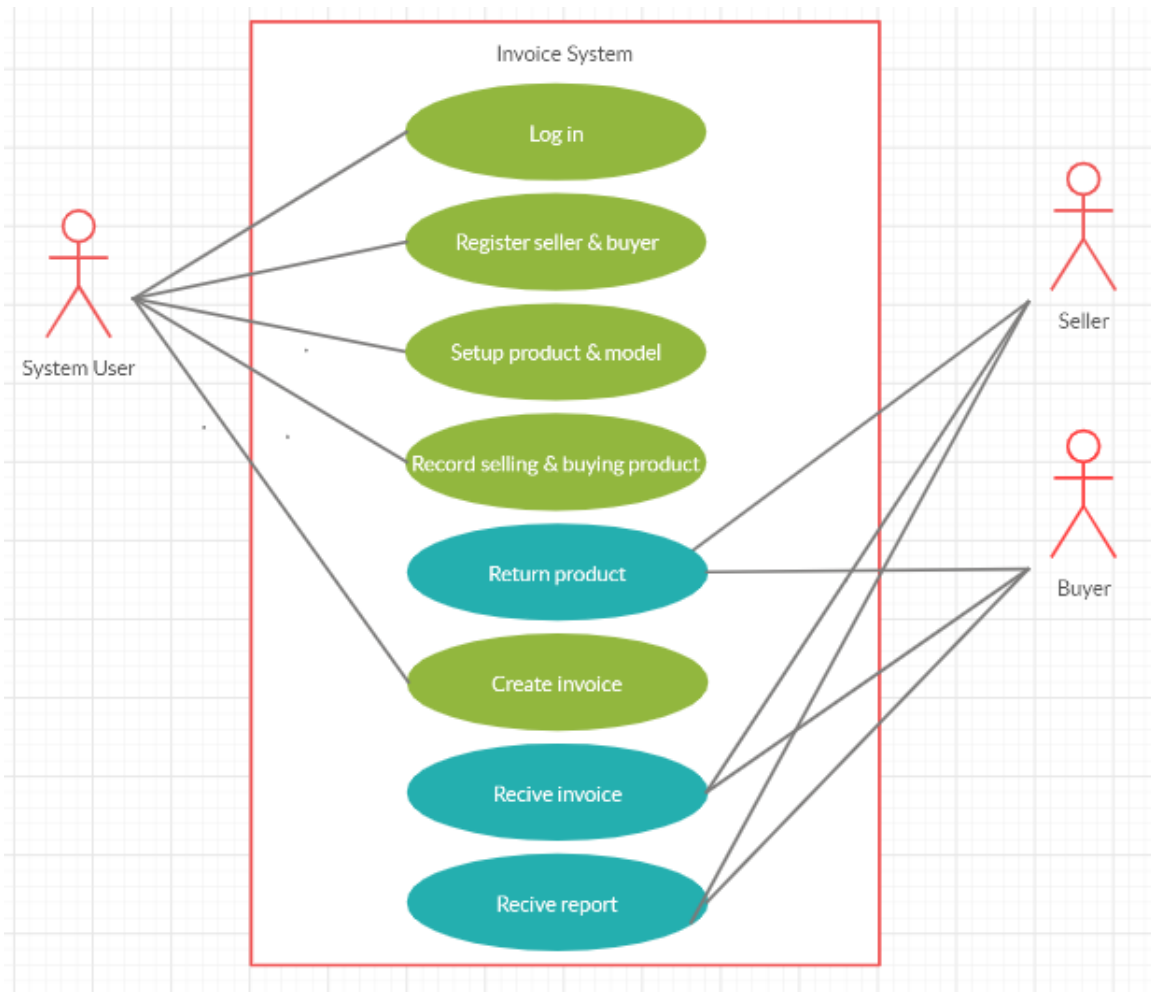 Invoice System
Log in
Register seller & buyer
Setup product & model
Record selling & buying product
Return product
Create invoice
Recive invoice
Recive report
System User
Seller
Buyer